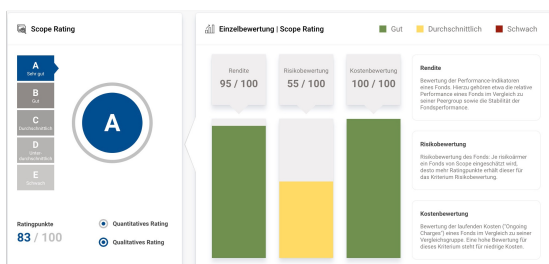 Scope Rating
A
Sehr gut
B
Gut
C
Durchschnittlich
D
Unter-
durchschnittlich
E
Schwach
A
Ratingpunkte
83 / 100
Quantitatives Rating
Qualitatives Rating
Einzelbewertung | Scope Rating
Gut
Durchschnittlich
Schwach
Rendite
95 / 100
Risikobewertung
55 / 100
Kostenbewertung
100 / 100
Rendite
Bewertung der Performance-Indikatoren
eines Fonds. Hierzu gehören etwa die relative
Performance eines Fonds im Vergleich zu
seiner Peergroup sowie die Stabilität der
Fondsperformance.
Risikobewertung
Risikobewertung des Fonds: Je risikoärmer
ein Fonds von Scope eingeschätzt wird,
desto mehr Ratingpunkte erhält dieser für
das Kriterium Risikobewertung.
Kostenbewertung
Bewertung der laufenden Kosten ("Ongoing
Charges") eines Fonds im Vergleich zu seiner
Vergleichsgruppe. Eine hohe Bewertung für
dieses Kriterium steht für niedrige Kosten.